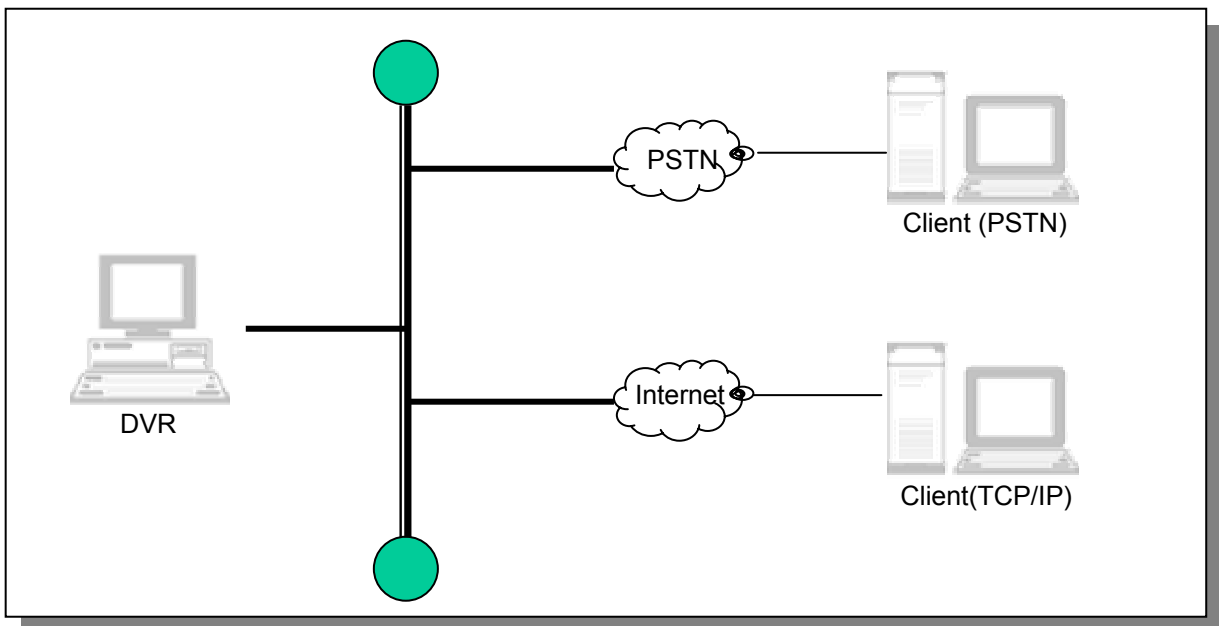 PSTN
Client (PSTN)
DVR
Internet
Client(TCP/IP)